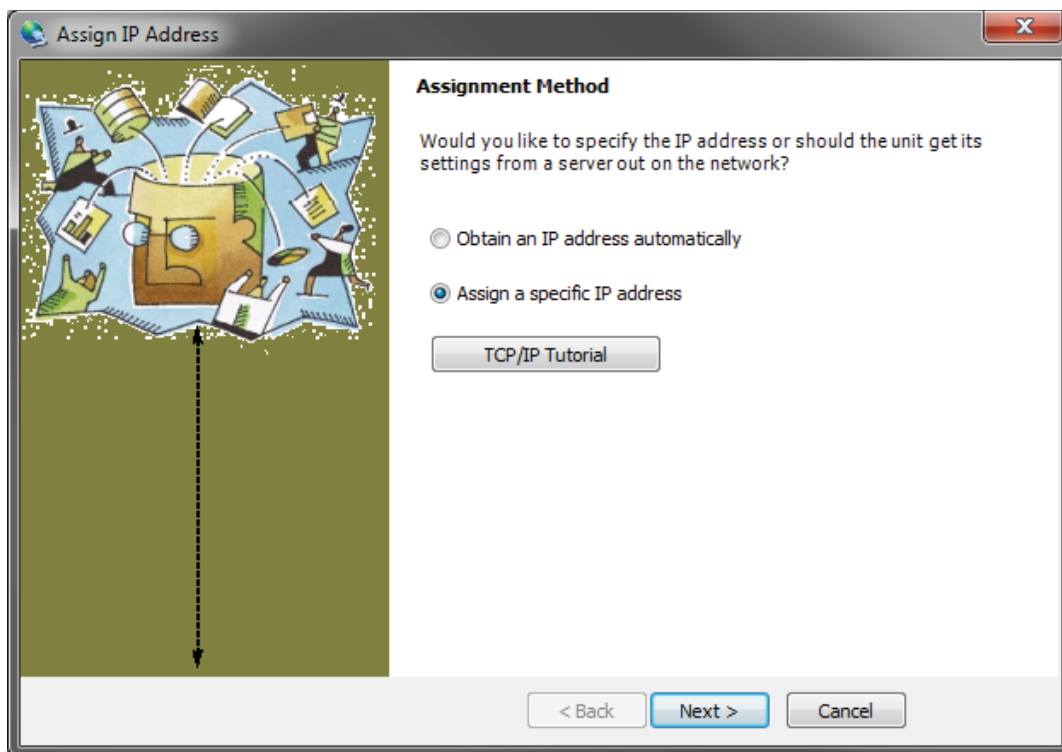 Assign IP Address
Assignment Method
Would you like to specify the IP address or should the unit get its
settings from a server out on the network?
Obtain an IP address automatically
Assign a specific IP address
TCP/IP Tutorial
< Back
Next >
Cancel